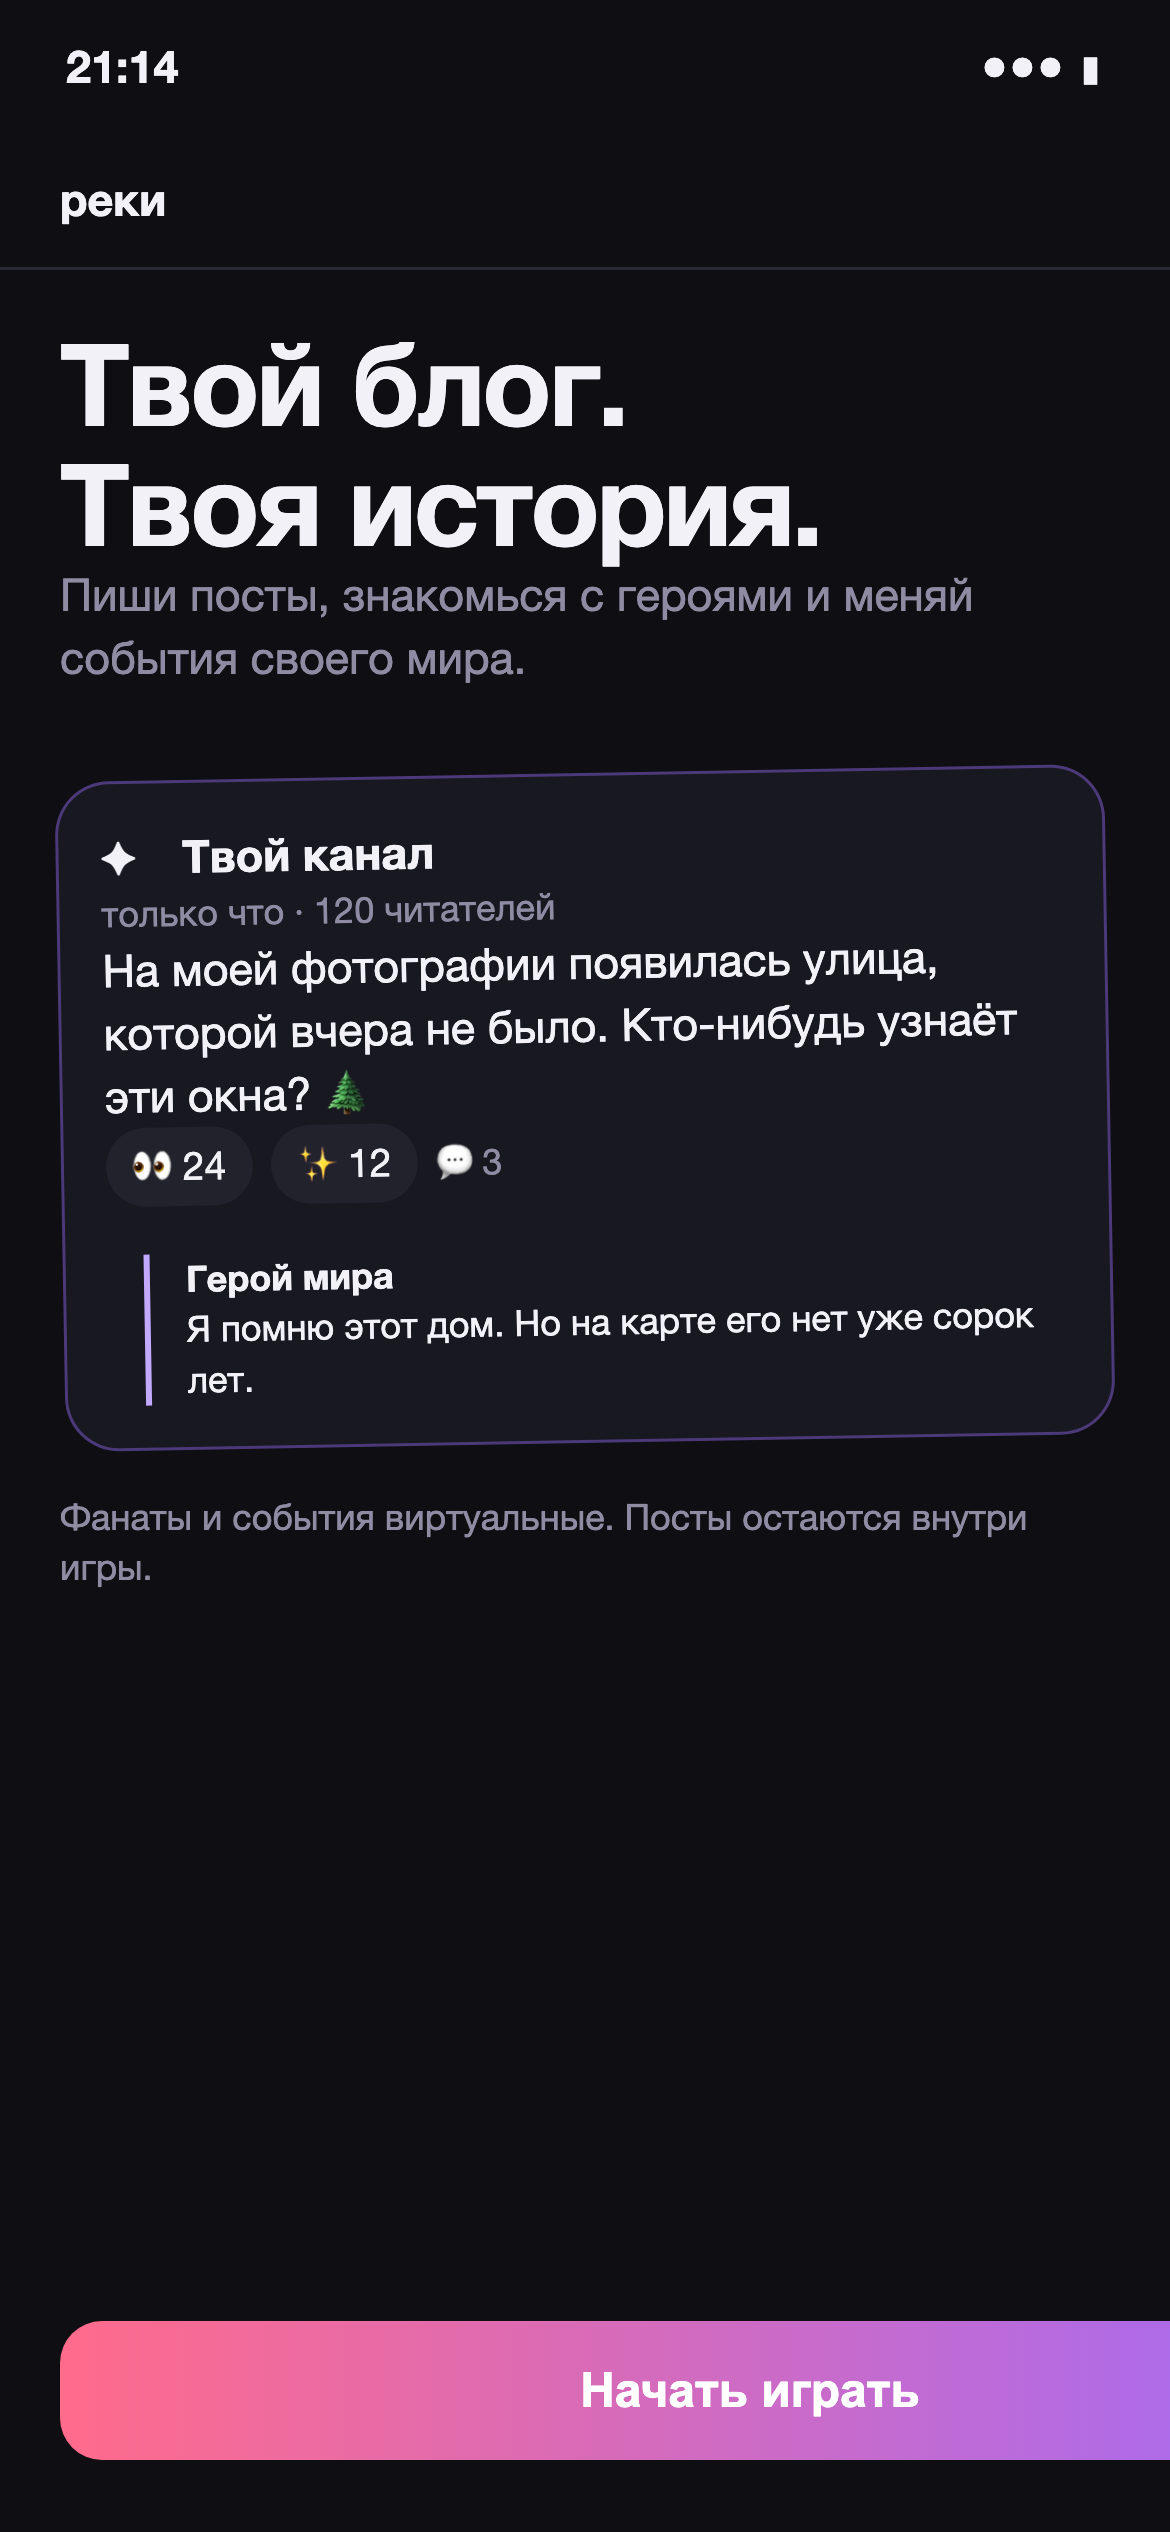 21:14
реки
Твой блог.
Твоя история.
Пиши посты, знакомься с героями и меняй
события своего мира.
Твой канал
только что · 120 читателей
На моей фотографии появилась улица,
которой вчера не было. Кто-нибудь узнаёт
эти окна? 🌲
👀 24 ✨ 12 💬 3
Герой мира
Я помню этот дом. Но на карте его нет уже сорок
лет.
Фанаты и события виртуальные. Посты остаются внутри
игры.
Начать играть